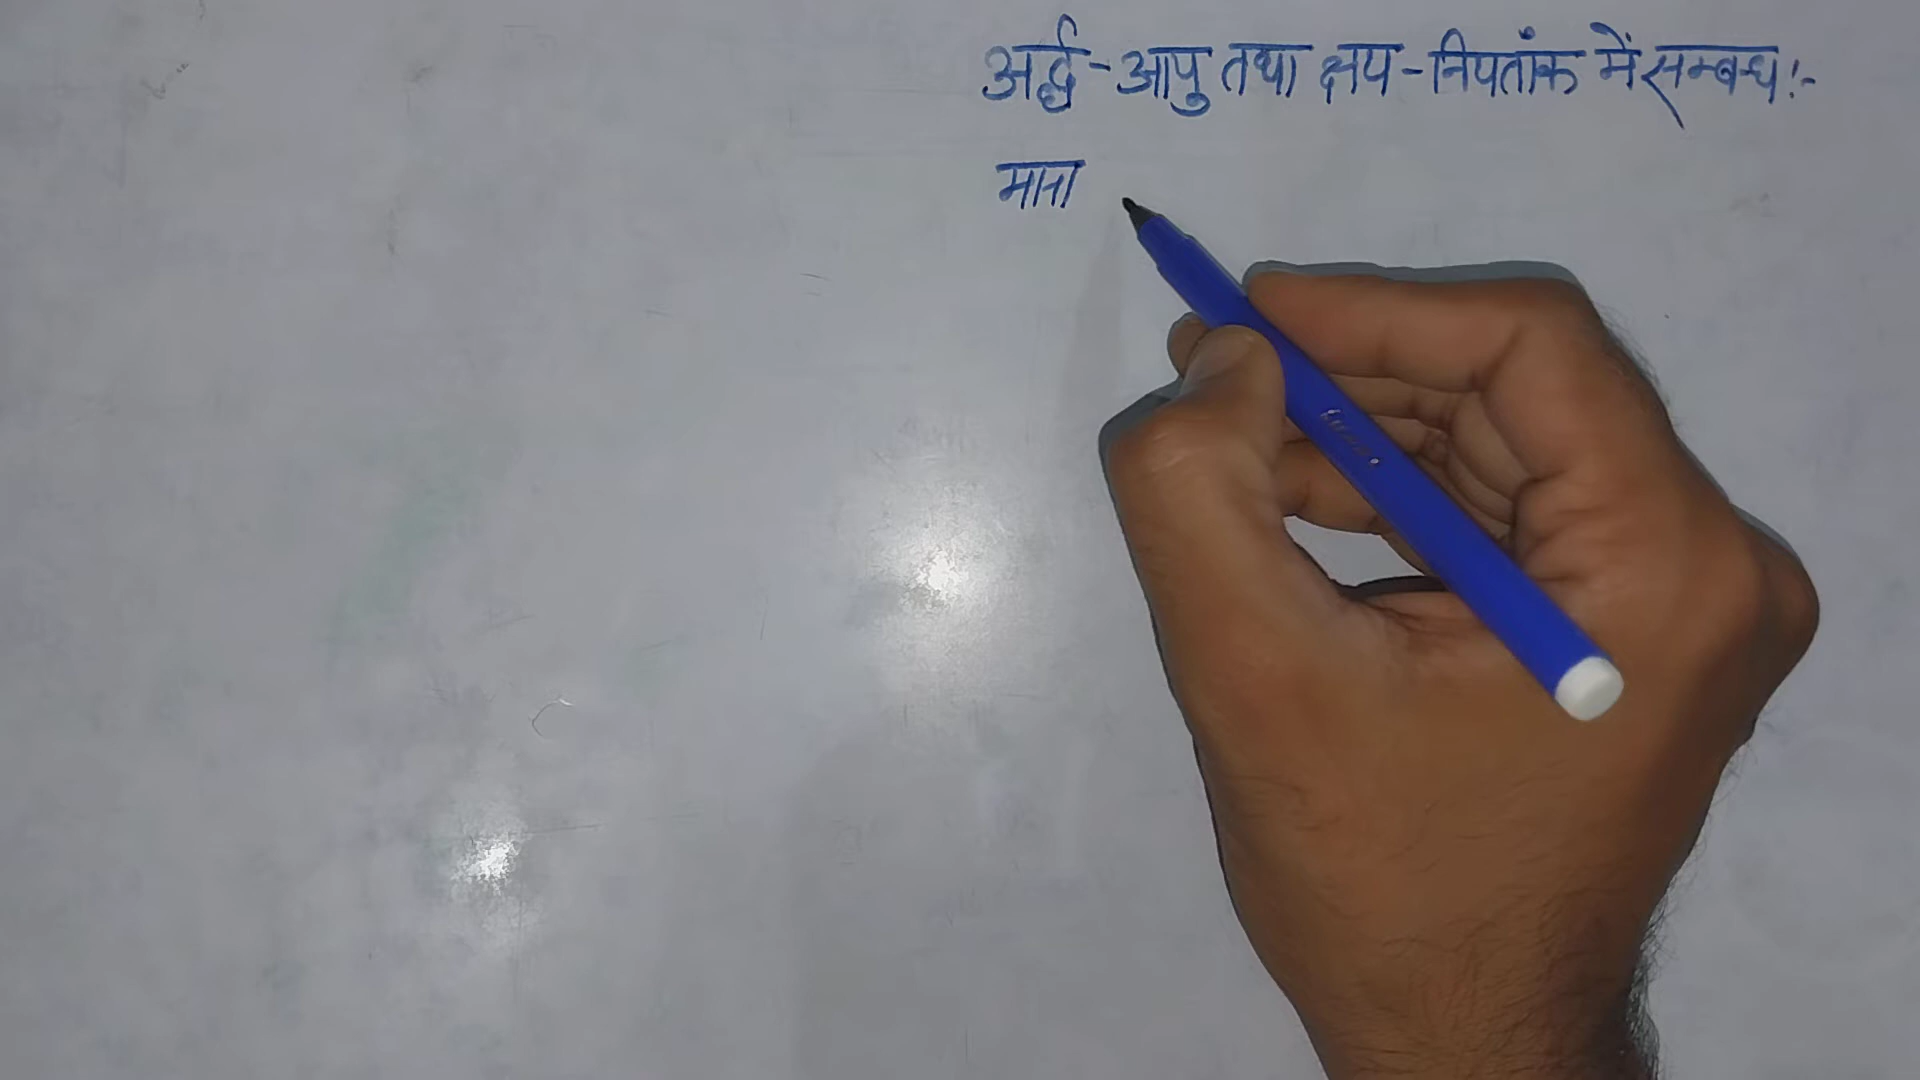 अर्द्ध-आयु तथा क्षय-नियतांक में सम्बन्ध :-
माना